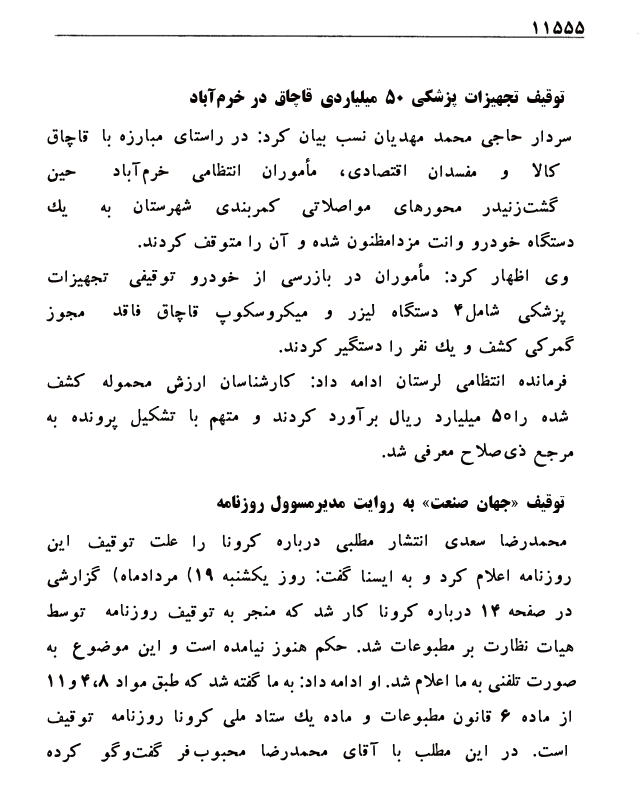 ۱۱۵۵۵
توقیف تجهیزات پزشکی ۵۰ میلیاردی قاچاق در خرم‌آباد
سردار حاجی محمد مهدیان نسب بیان کرد: در راستای مبارزه با قاچاق
کالا و مفسدان اقتصادی، مأموران انتظامی خرم‌آباد حین
گشت‌زنیدر محورهای مواصلاتی کمربندی شهرستان به یك
دستگاه خودرو وانت مزدامظنون شده و آن را متوقف کردند.
وی اظهار کرد: مأموران در بازرسی از خودرو توقیفی تجهیزات
پزشکی شامل۴ دستگاه لیزر و میکروسکوپ قاچاق فاقد مجوز
گمرکی کشف و یك نفر را دستگیر کردند.
فرمانده انتظامی لرستان ادامه داد: کارشناسان ارزش محموله کشف
شده را۵۰ میلیارد ریال برآورد کردند و متهم با تشکیل پرونده به
مرجع ذی‌صلاح معرفی شد.
توقیف «جهان صنعت» به روایت مدیرمسوول روزنامه
محمدرضا سعدی انتشار مطلبی درباره کرونا را علت توقیف این
روزنامه اعلام کرد و به ایسنا گفت: روز یکشنبه ۱۹) مردادماه) گزارشی
در صفحه ۱۴ درباره کرونا کار شد که منجر به توقیف روزنامه توسط
هیات نظارت بر مطبوعات شد. حکم هنوز نیامده است و این موضوع به
صورت تلفنی به ما اعلام شد. او ادامه داد: به ما گفته شد که طبق مواد ۴،۸ و۱۱
از ماده ۶ قانون مطبوعات و ماده یك ستاد ملی کرونا روزنامه توقیف
است. در این مطلب با آقای محمدرضا محبوب‌فر گفت‌وگو کرده